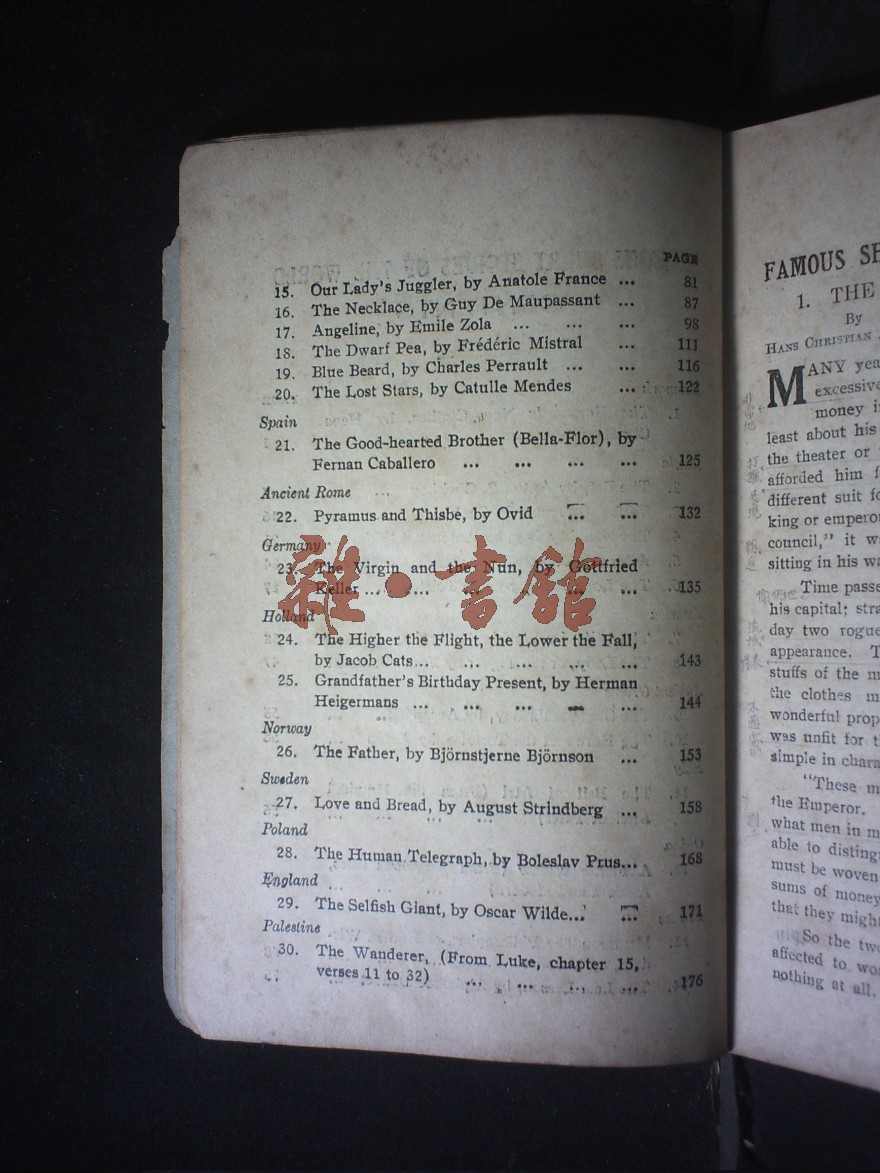 PAGE
15. Our Lady's Juggler, by Anatole France ... 81
16. The Necklace, by Guy De Maupassant ... 87
17. Angeline, by Emile Zola ... ... ... 98
18. The Dwarf Pea, by Frédéric Mistral ... 111
19. Blue Beard, by Charles Perrault ... ... 116
20. The Lost Stars, by Catulle Mendes ... 122
Spain
21. The Good-hearted Brother (Bella-Flor), by
Fernan Caballero ... ... ... ... 125
Ancient Rome
22. Pyramus and Thisbe, by Ovid ... ... 132
Germany
23. The Virgin and the Nun, by Gottfried
Keller ... ... ... ... ... ... 135
Holland
24. The Higher the Flight, the Lower the Fall,
by Jacob Cats... ... ... ... ... 143
25. Grandfather's Birthday Present, by Herman
Heigermans ... ... ... ... ... 144
Norway
26. The Father, by Björnstjerne Björnson ... 153
Sweden
27. Love and Bread, by August Strindberg ... 158
Poland
28. The Human Telegraph, by Boleslav Prus... 168
England
29. The Selfish Giant, by Oscar Wilde... ... 171
Palestine
30. The Wanderer, (From Luke, chapter 15,
verses 11 to 32) ... ... ... ... 176
雜·書館
FAMOUS SH
1. THE
By
HANS CHRISTIAN
MANY yea
excessive
money i
least about his
the theater or
afforded him f
different suit fo
king or emperor
council," it wa
sitting in his wa
Time passe
his capital; stra
day two rogue
appearance. T
stuffs of the m
the clothes m
wonderful prop
was unfit for t
simple in chara
"These m
the Emperor.
what men in m
able to distingu
must be woven
sums of money
that they might
So the two
affected to wor
nothing at all.